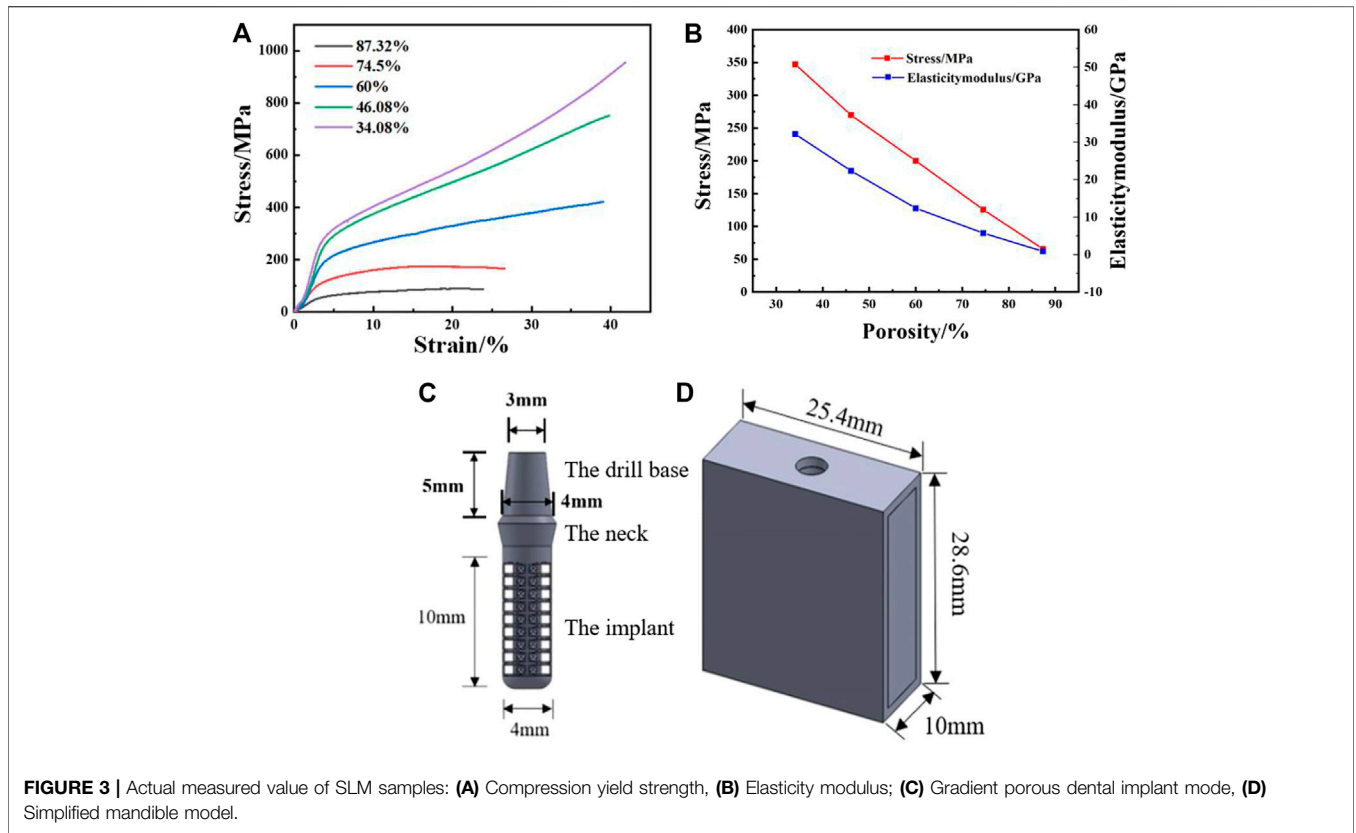 A
1000
800
600
400
200
0
87.32%
74.5%
60%
46.08%
34.08%
Stress/MPa
0 10 20 30 40
Strain/%
B
400
350
300
250
200
150
100
50
0
Stress/MPa
Elasticitymodulus/GPa
60
50
40
30
20
10
0
-10
Stress/MPa
Elasticitymodulus/GPa
30 40 50 60 70 80 90
Porosity/%
C
3mm
The drill base
5mm
4mm
The neck
10mm
The implant
4mm
D
25.4mm
28.6mm
10mm
FIGURE 3 | Actual measured value of SLM samples: (A) Compression yield strength, (B) Elasticity modulus; (C) Gradient porous dental implant mode, (D)
Simplified mandible model.